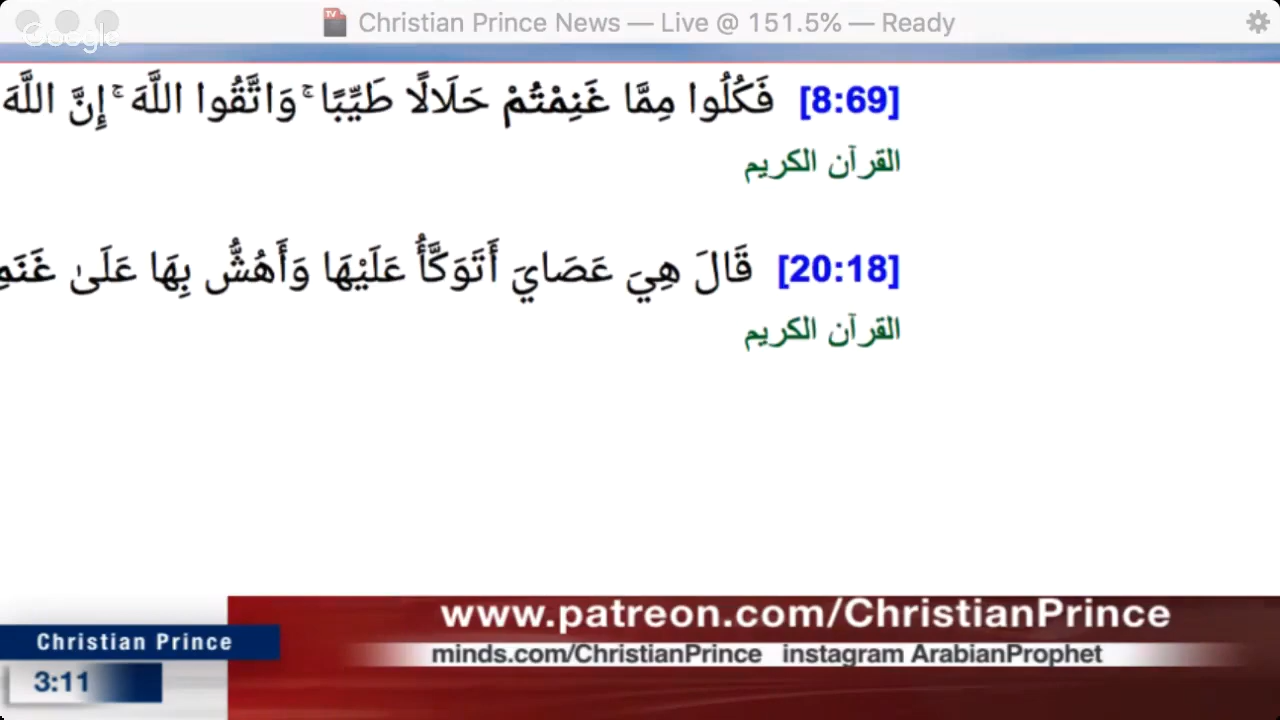 Christian Prince News — Live @ 151.5% — Ready
Google
[8:69] فَكُلُوا مِمَّا غَنِمْتُمْ حَلَالًا طَيِّبًا ۚ وَاتَّقُوا اللَّهَ ۚ إِنَّ اللَّهَ
القرآن الكريم
[20:18] قَالَ هِيَ عَصَايَ أَتَوَكَّأُ عَلَيْهَا وَأَهُشُّ بِهَا عَلَىٰ
القرآن الكريم
www.patreon.com/ChristianPrince
Christian Prince
minds.com/ChristianPrince instagram ArabianProphet
3:11